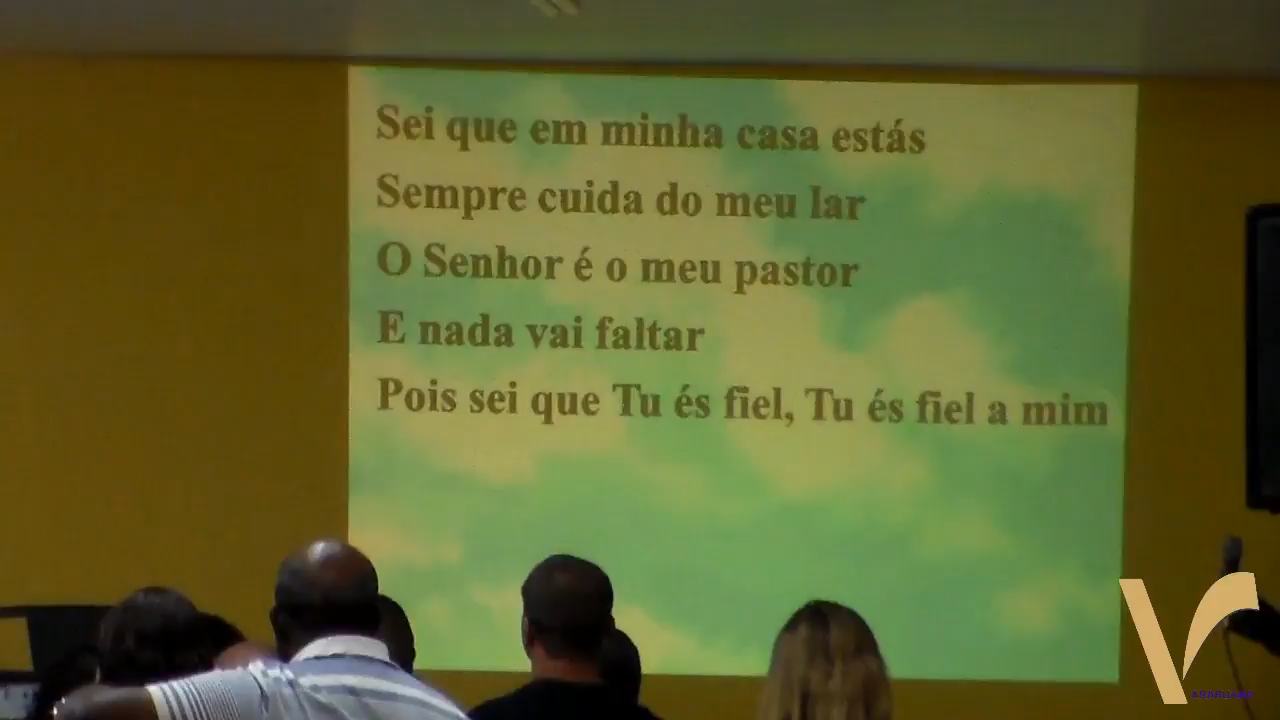 Sei que em minha casa estás
Sempre cuida do meu lar
O Senhor é o meu pastor
E nada vai faltar
Pois sei que Tu és fiel, Tu és fiel a mim